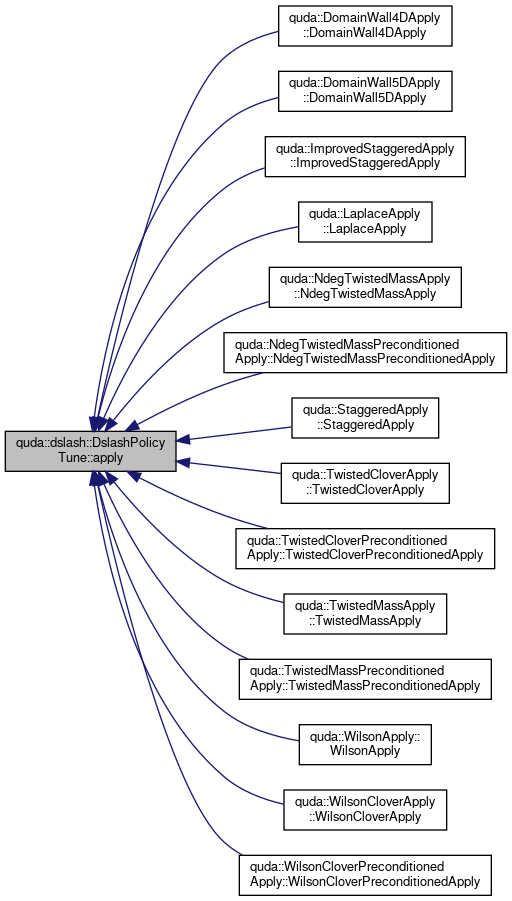 quda::DomainWall4DApply
::DomainWall4DApply
quda::DomainWall5DApply
::DomainWall5DApply
quda::ImprovedStaggeredApply
::ImprovedStaggeredApply
quda::LaplaceApply
::LaplaceApply
quda::NdegTwistedMassApply
::NdegTwistedMassApply
quda::NdegTwistedMassPreconditioned
Apply::NdegTwistedMassPreconditionedApply
quda::StaggeredApply
::StaggeredApply
quda::dslash::DslashPolicy
Tune::apply
quda::TwistedCloverApply
::TwistedCloverApply
quda::TwistedCloverPreconditioned
Apply::TwistedCloverPreconditionedApply
quda::TwistedMassApply
::TwistedMassApply
quda::TwistedMassPreconditioned
Apply::TwistedMassPreconditionedApply
quda::WilsonApply::
WilsonApply
quda::WilsonCloverApply
::WilsonCloverApply
quda::WilsonCloverPreconditioned
Apply::WilsonCloverPreconditionedApply